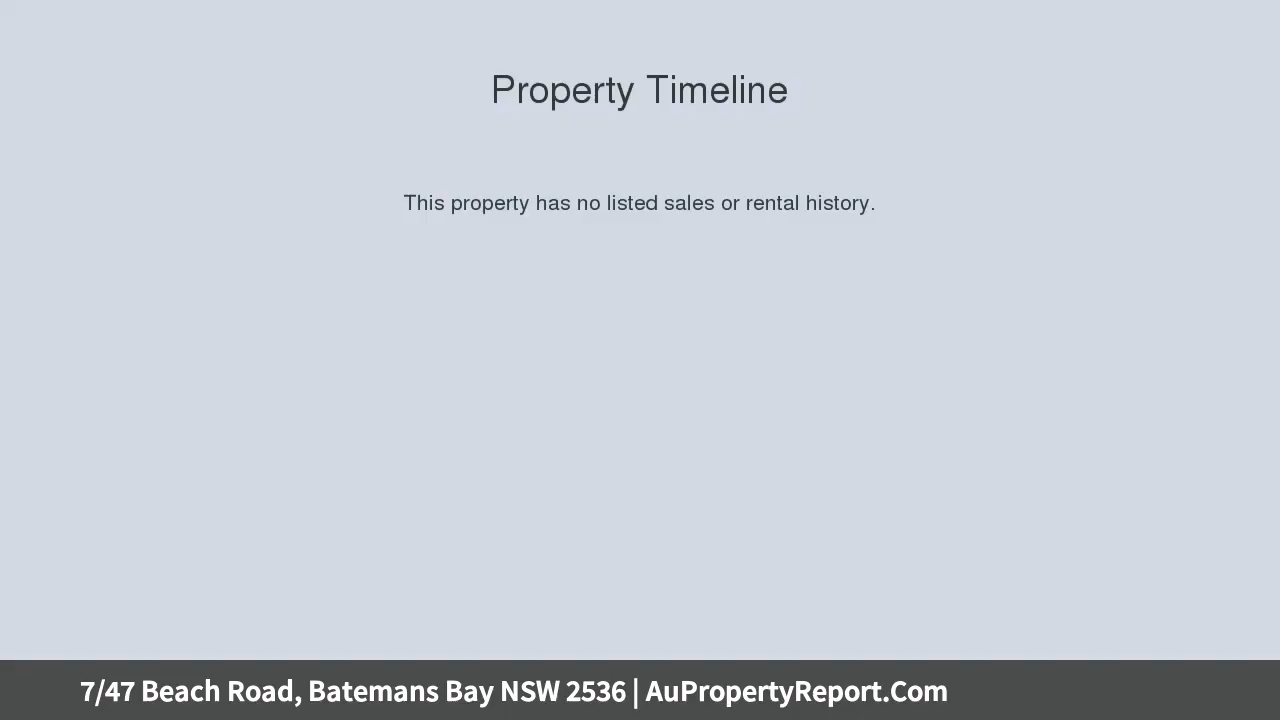 Property Timeline
This property has no listed sales or rental history.
7/47 Beach Road, Batemans Bay NSW 2536 | AuPropertyReport.Com